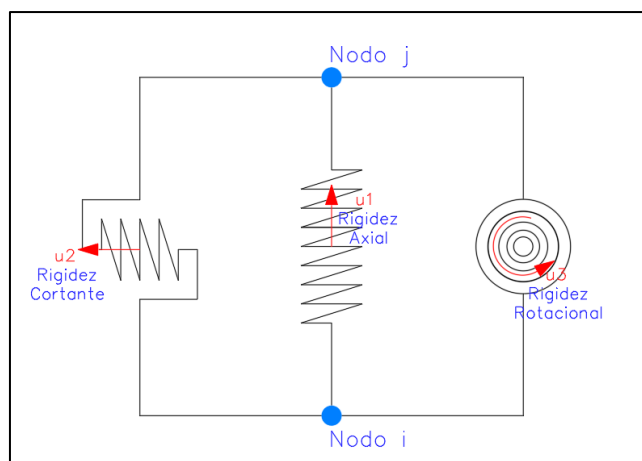 Nodo j
u1
Rigidez
Axial
u2
Rigidez
Cortante
u3
Rigidez
Rotacional
Nodo i